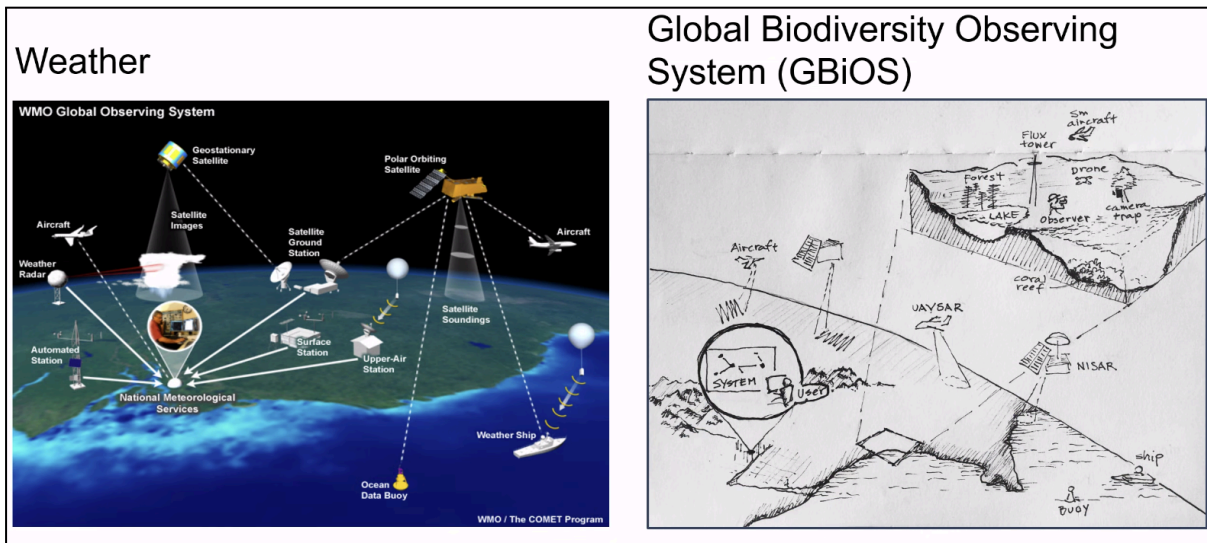 Weather
WMO Global Observing System
Geostationary
Satellite
Polar Orbiting
Satellite
Aircraft
Satellite
Images
Satellite
Ground
Station
Aircraft
Weather
Radar
Satellite
Soundings
Automated
Station
Surface
Station
Upper-Air
Station
National Meteorological
Services
Weather Ship
Ocean
Data Buoy
WMO / The COMET Program
Global Biodiversity Observing
System (GBiOS)
Sm
aircraft
Flux
tower
Forest
Drone
LAKE
Observer
camera
trap
Aircraft
coral
reef
UAYSAR
SYSTEM
User
NISAR
ship
BUOY